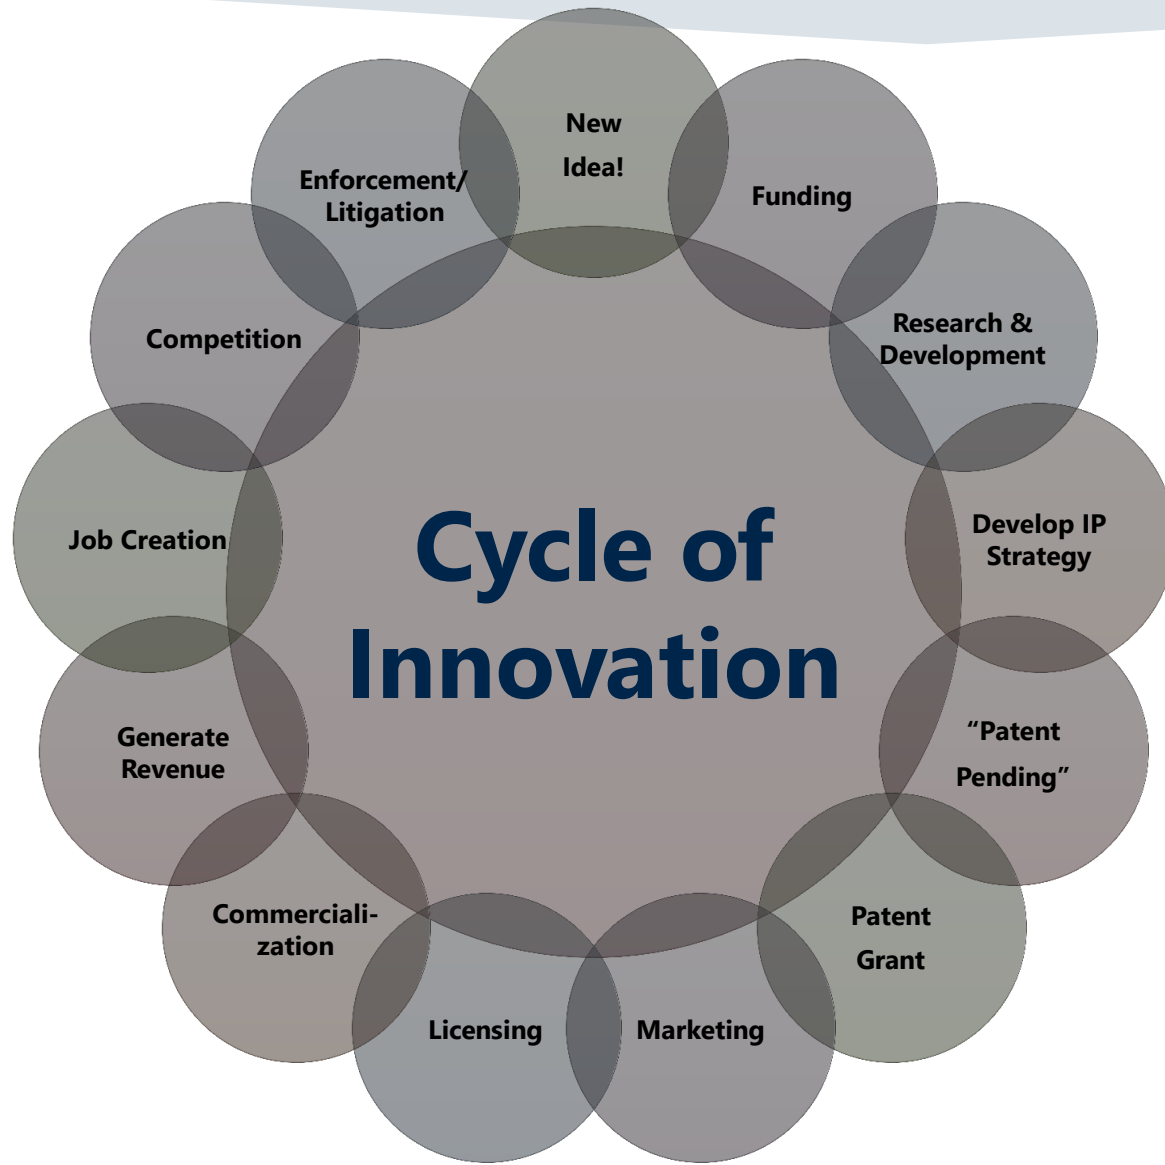 New
Idea!
Funding
Research &
Development
Develop IP
Strategy
“Patent
Pending”
Patent
Grant
Marketing
Licensing
Commerciali-
zation
Generate
Revenue
Job Creation
Competition
Enforcement/
Litigation
Cycle of
Innovation